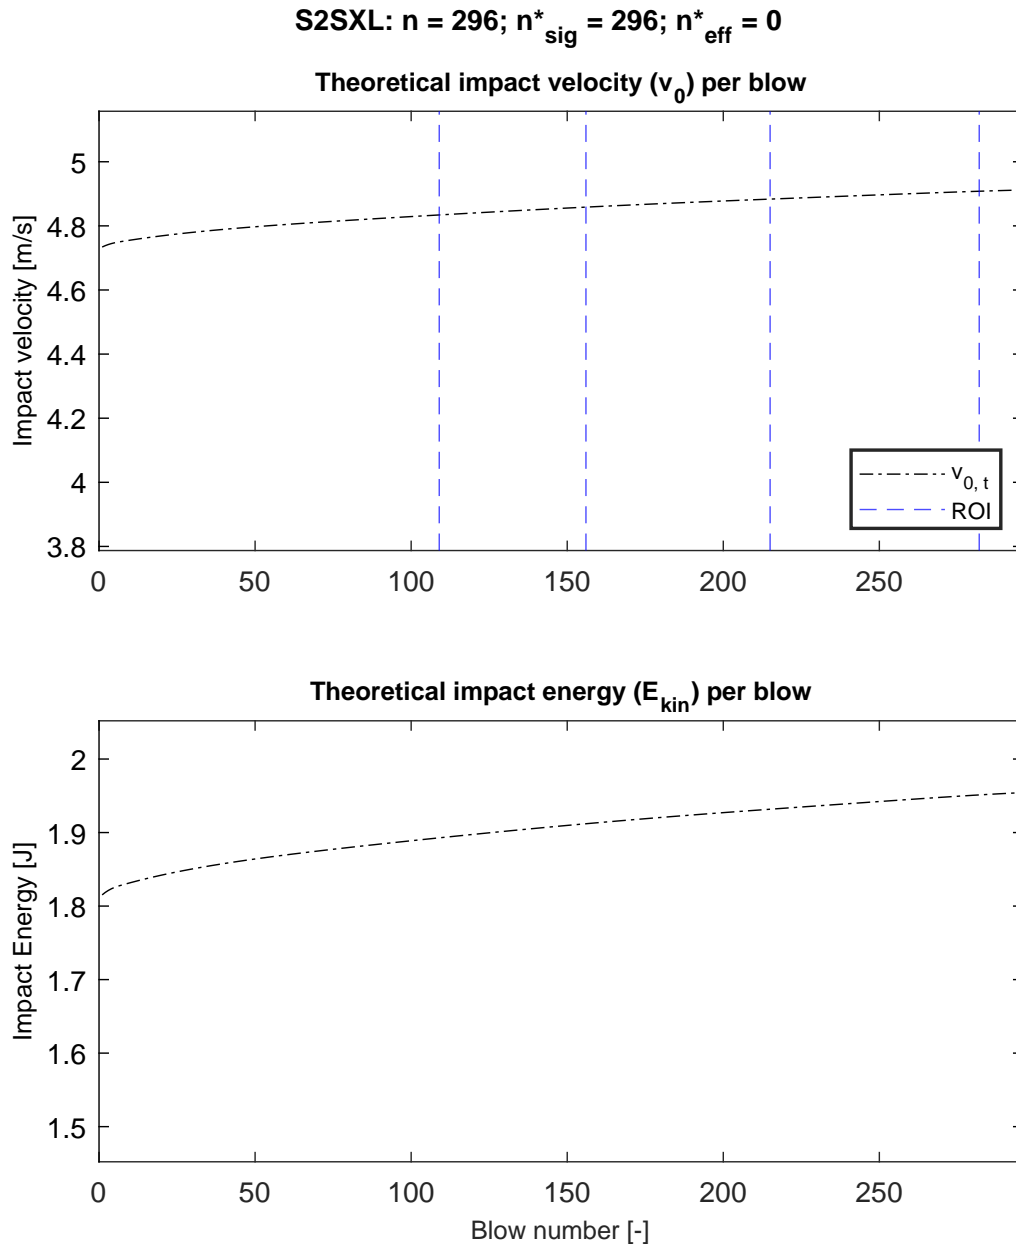 S2SXL: n = 296; n*sig = 296; n*eff = 0
Theoretical impact velocity (v0) per blow
5
4.8
4.6
4.4
4.2
4
3.8
Impact velocity [m/s]
v0, t
ROI
0 50 100 150 200 250
Theoretical impact energy (Ekin) per blow
2
1.9
1.8
1.7
1.6
1.5
Impact Energy [J]
0 50 100 150 200 250
Blow number [-]